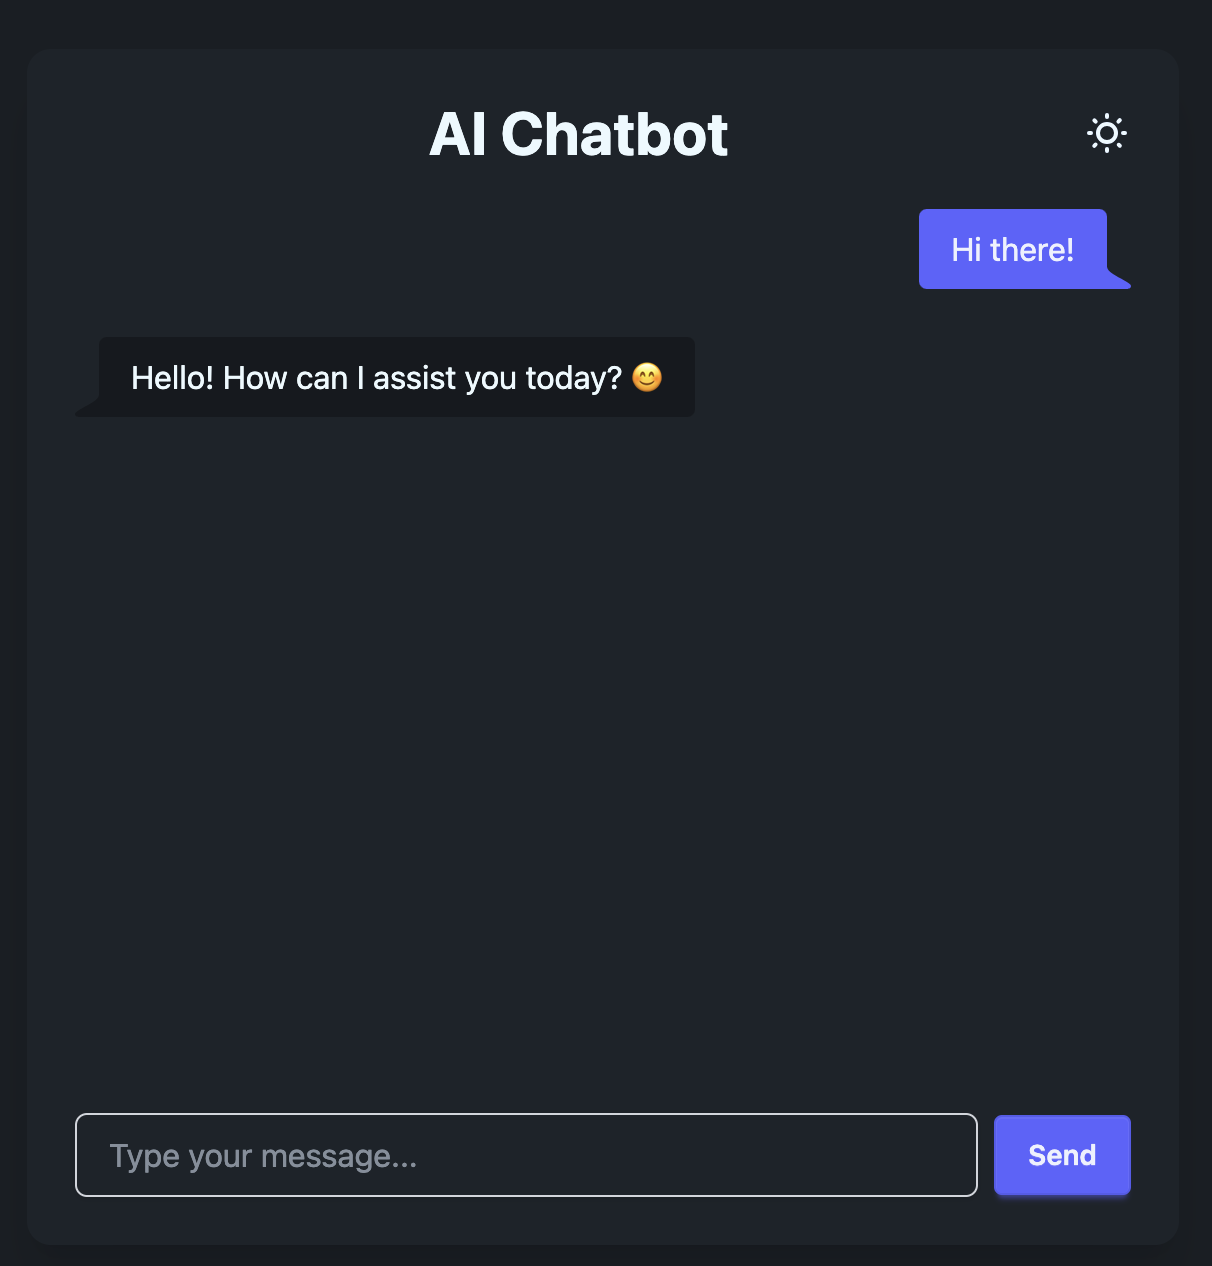 AI Chatbot
Hi there!
Hello! How can I assist you today? 😊
Type your message...
Send